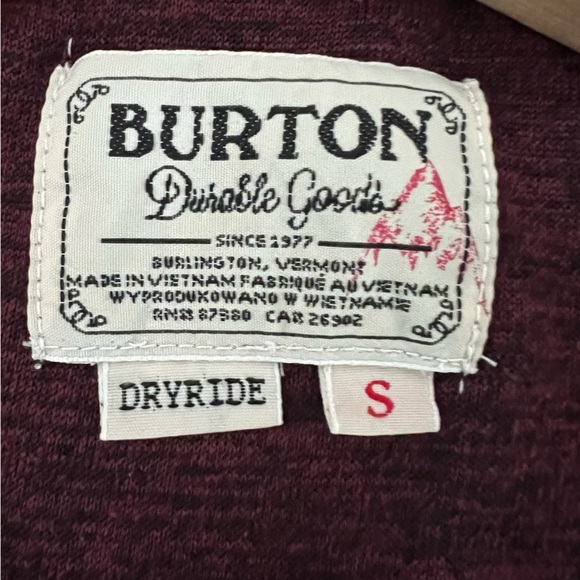 BURTON
Durable Goods
SINCE 1977
BURLINGTON, VERMONT
MADE IN VIETNAM FABRIQUE AU VIETNAM
WYPRODUKOWANO W WIETNAMIE
RN# 87580 CA# 26902
DRYRIDE
S